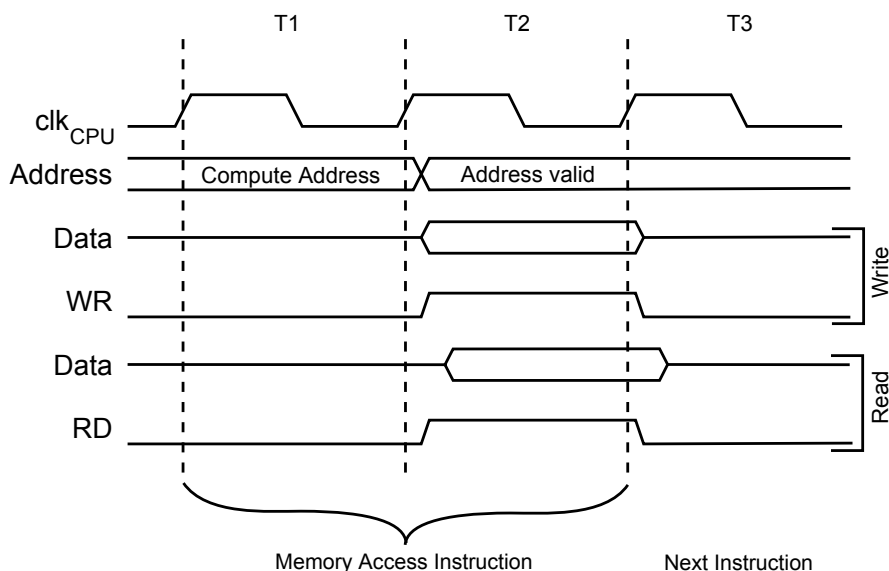 T1 T2 T3
clkCPU
Address Compute Address Address valid
Data
WR
Write
Data
RD
Read
Memory Access Instruction Next Instruction